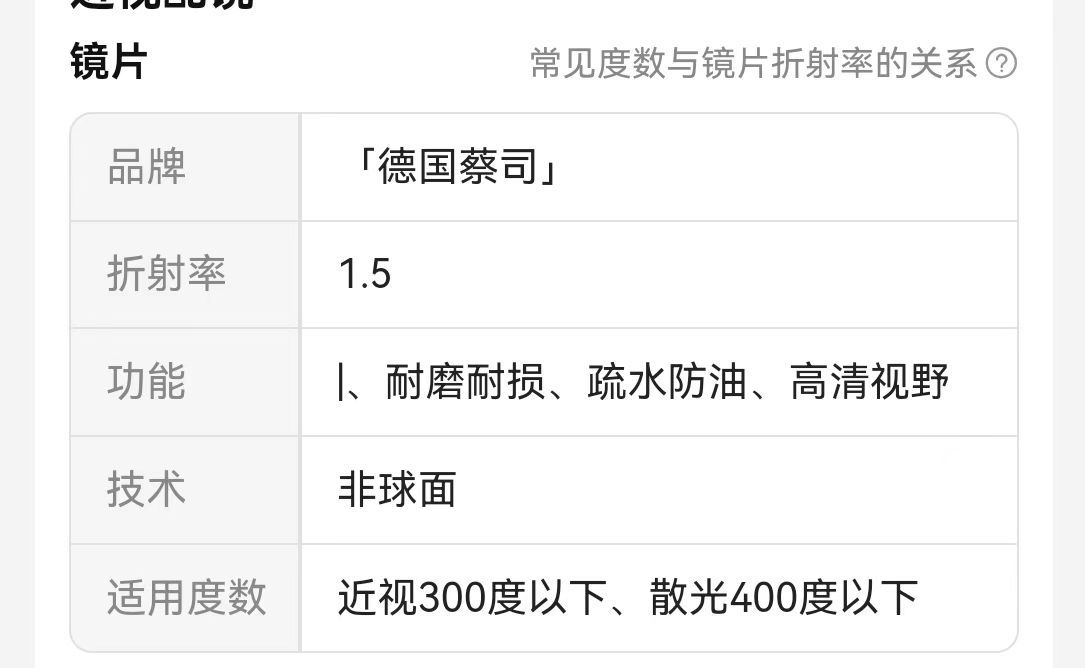 镜片
常见度数与镜片折射率的关系?
品牌
「德国蔡司」
折射率
1.5
功能
|、耐磨耐损、疏水防油、高清视野
技术
非球面
适用度数
近视300度以下、散光400度以下